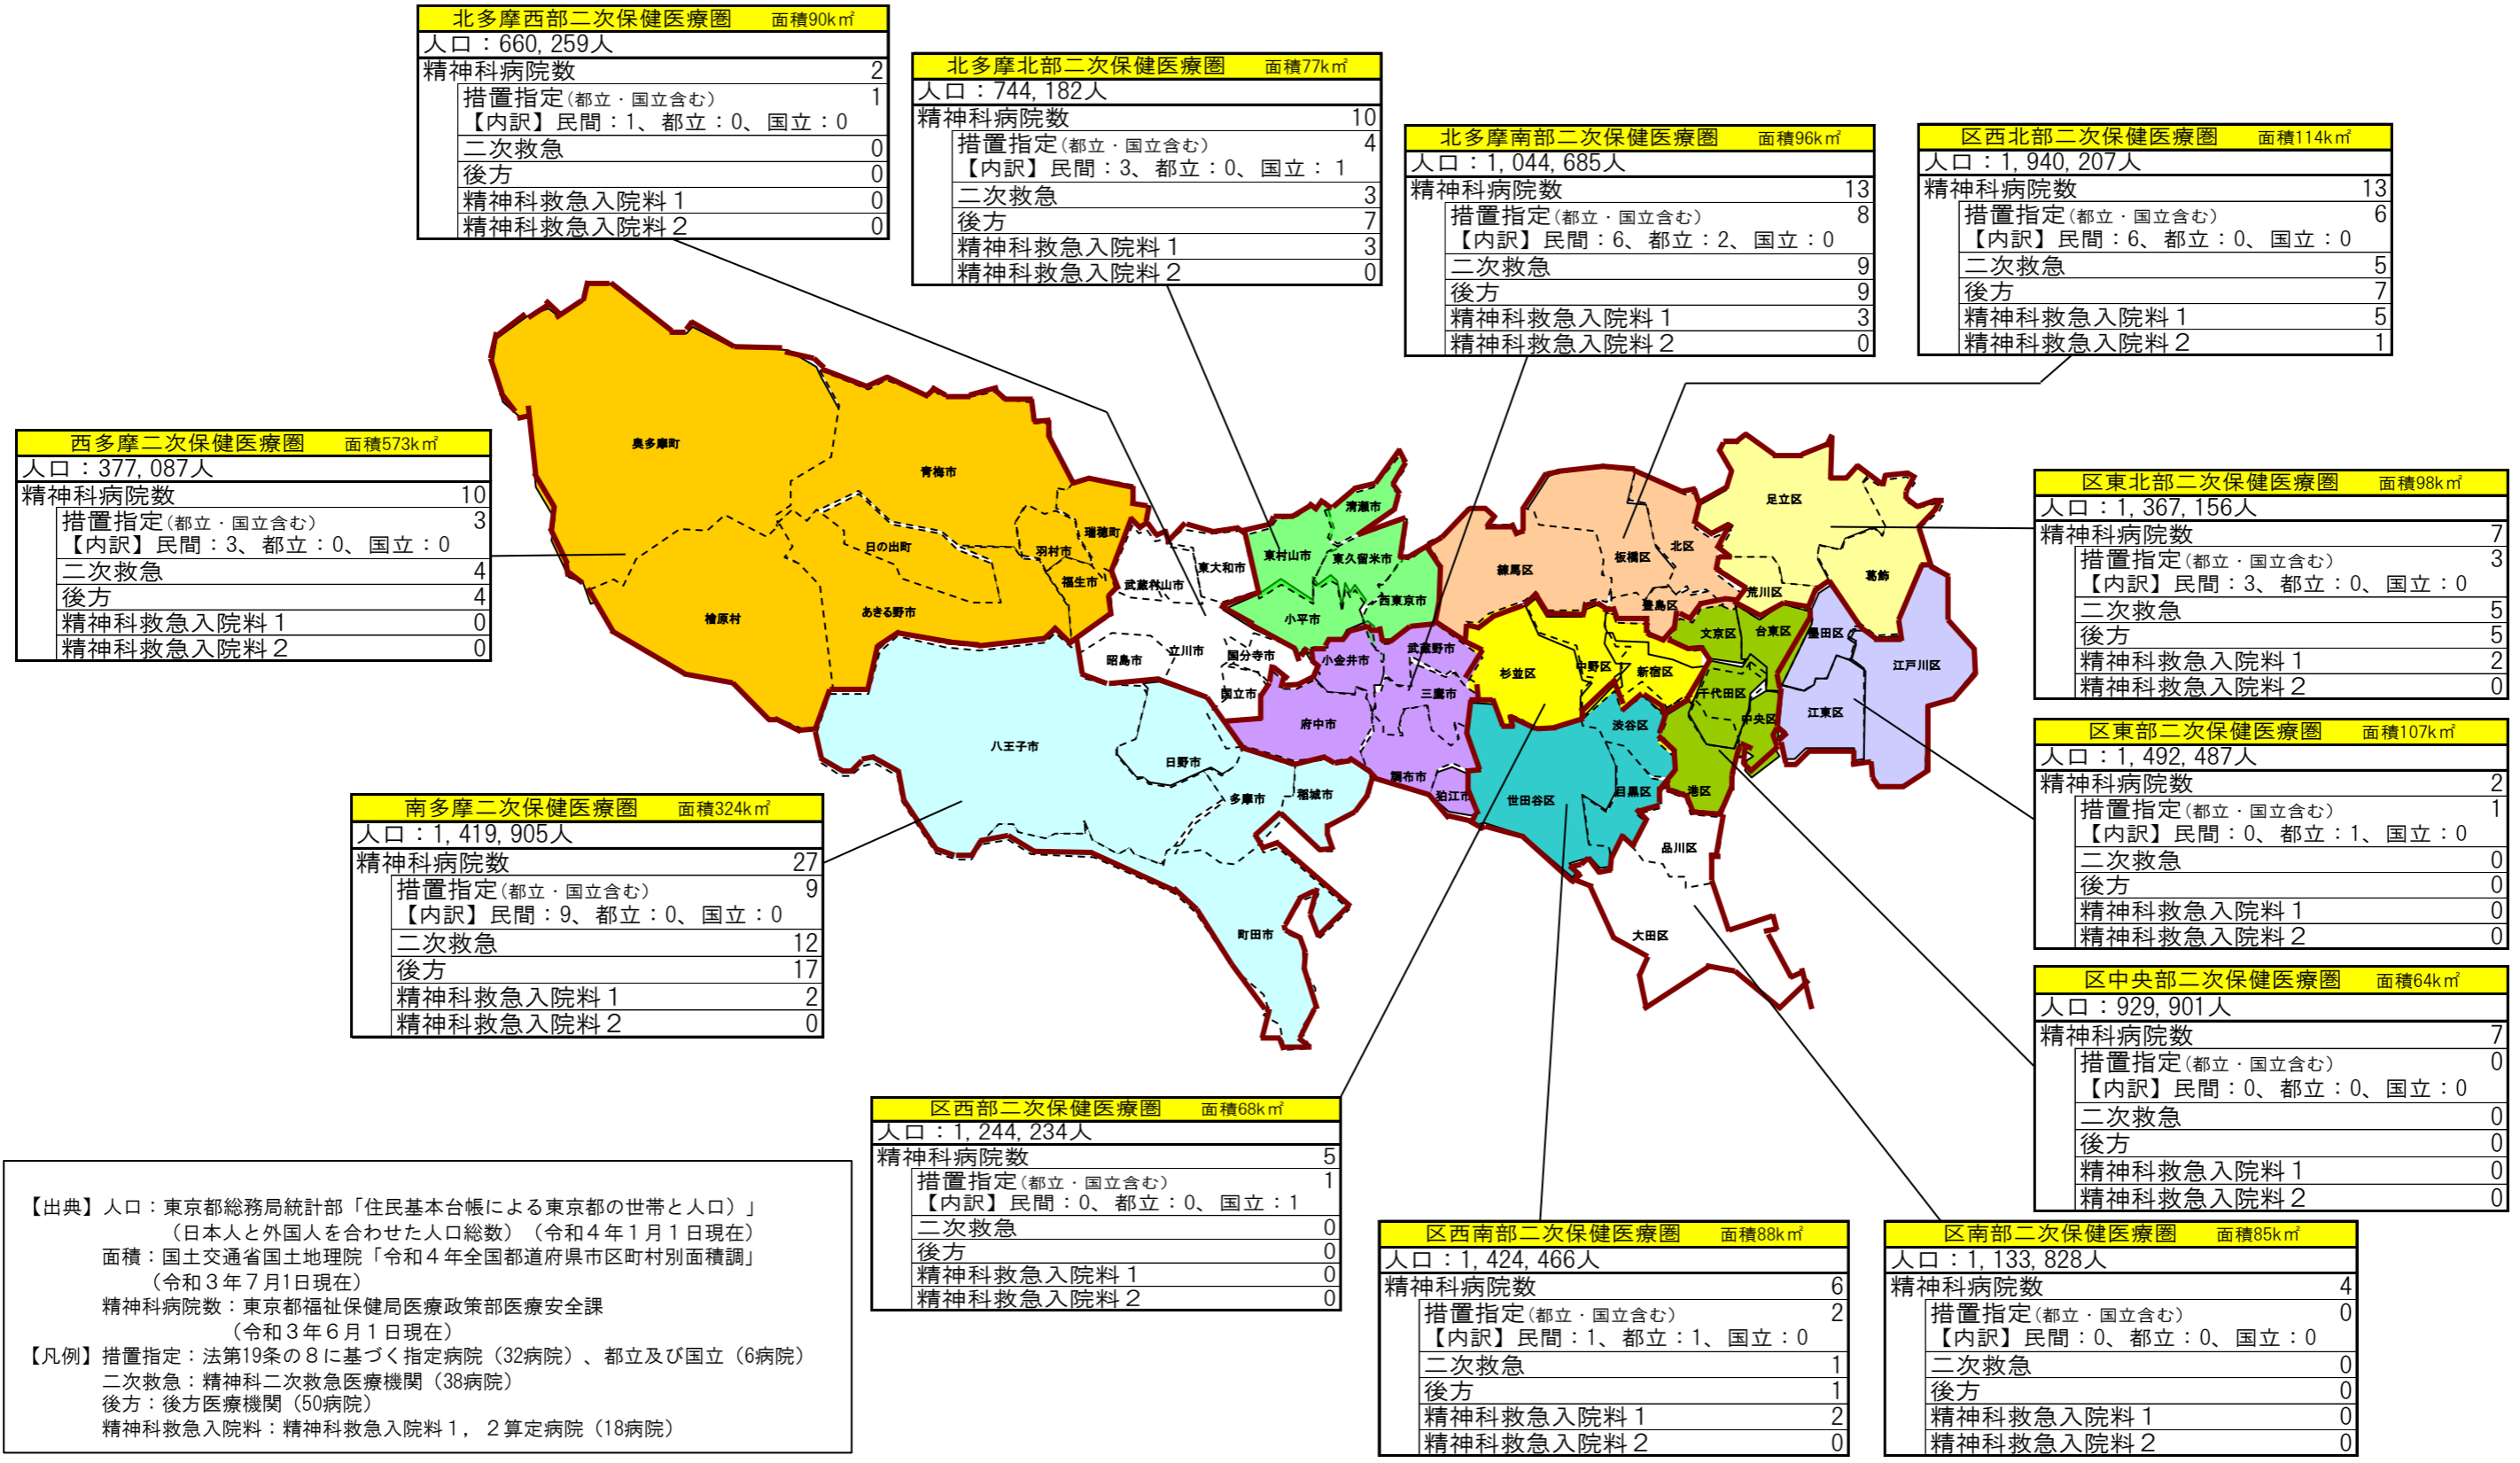 北多摩西部二次保健医療圏 面積90k㎡
人口：660,259人
精神科病院数 2
措置指定(都立・国立含む) 1
【内訳】民間：1、都立：0、国立：0
二次救急 0
後方 0
精神科救急入院料１ 0
精神科救急入院料２ 0
北多摩北部二次保健医療圏 面積77k㎡
人口：744,182人
精神科病院数 10
措置指定(都立・国立含む) 4
【内訳】民間：3、都立：0、国立：1
二次救急 3
後方 7
精神科救急入院料１ 3
精神科救急入院料２ 0
北多摩南部二次保健医療圏 面積96k㎡
人口：1,044,685人
精神科病院数 13
措置指定(都立・国立含む) 8
【内訳】民間：6、都立：2、国立：0
二次救急 9
後方 9
精神科救急入院料１ 3
精神科救急入院料２ 0
区西北部二次保健医療圏 面積114k㎡
人口：1,940,207人
精神科病院数 13
措置指定(都立・国立含む) 6
【内訳】民間：6、都立：0、国立：0
二次救急 5
後方 7
精神科救急入院料１ 5
精神科救急入院料２ 1
西多摩二次保健医療圏 面積573k㎡
人口：377,087人
精神科病院数 10
措置指定(都立・国立含む) 3
【内訳】民間：3、都立：0、国立：0
二次救急 4
後方 4
精神科救急入院料１ 0
精神科救急入院料２ 0
奥多摩町
青梅市
瑞穂町
羽村市
日の出町
福生市
あきる野市
檜原村
武蔵村山市
東大和市
昭島市
立川市
国分寺市
国立市
清瀬市
東村山市
東久留米市
西東京市
小平市
小金井市
武蔵野市
三鷹市
府中市
調布市
狛江市
八王子市
日野市
多摩市
稲城市
町田市
練馬区
板橋区
北区
豊島区
足立区
荒川区
葛飾
杉並区
中野区
新宿区
文京区
台東区
千代田区
中央区
港区
墨田区
江東区
江戸川区
渋谷区
目黒区
世田谷区
品川区
大田区
区東北部二次保健医療圏 面積98k㎡
人口：1,367,156人
精神科病院数 7
措置指定(都立・国立含む) 3
【内訳】民間：3、都立：0、国立：0
二次救急 5
後方 5
精神科救急入院料１ 2
精神科救急入院料２ 0
区東部二次保健医療圏 面積107k㎡
人口：1,492,487人
精神科病院数 2
措置指定(都立・国立含む) 1
【内訳】民間：0、都立：1、国立：0
二次救急 0
後方 0
精神科救急入院料１ 0
精神科救急入院料２ 0
南多摩二次保健医療圏 面積324k㎡
人口：1,419,905人
精神科病院数 27
措置指定(都立・国立含む) 9
【内訳】民間：9、都立：0、国立：0
二次救急 12
後方 17
精神科救急入院料１ 2
精神科救急入院料２ 0
区中央部二次保健医療圏 面積64k㎡
人口：929,901人
精神科病院数 7
措置指定(都立・国立含む) 0
【内訳】民間：0、都立：0、国立：0
二次救急 0
後方 0
精神科救急入院料１ 0
精神科救急入院料２ 0
区西部二次保健医療圏 面積68k㎡
人口：1,244,234人
精神科病院数 5
措置指定(都立・国立含む) 1
【内訳】民間：0、都立：0、国立：1
二次救急 0
後方 0
精神科救急入院料１ 0
精神科救急入院料２ 0
区西南部二次保健医療圏 面積88k㎡
人口：1,424,466人
精神科病院数 6
措置指定(都立・国立含む) 2
【内訳】民間：1、都立：1、国立：0
二次救急 1
後方 1
精神科救急入院料１ 2
精神科救急入院料２ 0
区南部二次保健医療圏 面積85k㎡
人口：1,133,828人
精神科病院数 4
措置指定(都立・国立含む) 0
【内訳】民間：0、都立：0、国立：0
二次救急 0
後方 0
精神科救急入院料１ 0
精神科救急入院料２ 0
【出典】人口：東京都総務局統計部「住民基本台帳による東京都の世帯と人口）」
（日本人と外国人を合わせた人口総数）（令和４年１月１日現在）
面積：国土交通省国土地理院「令和４年全国都道府県市区町村別面積調」
（令和３年７月1日現在）
精神科病院数：東京都福祉保健局医療政策部医療安全課
（令和３年６月１日現在）
【凡例】措置指定：法第19条の８に基づく指定病院（32病院）、都立及び国立（6病院）
二次救急：精神科二次救急医療機関（38病院）
後方：後方医療機関（50病院）
精神科救急入院料：精神科救急入院料１，２算定病院（18病院）